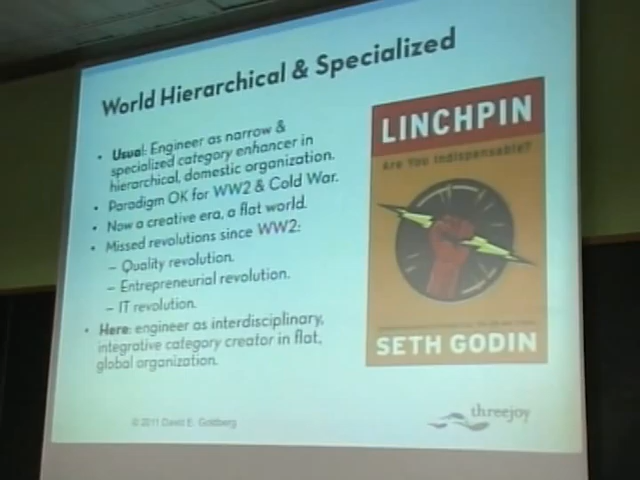 World Hierarchical & Specialized
• Usual: Engineer as narrow &
specialized category enhancer in
hierarchical, domestic organization.
• Paradigm OK for WW2 & Cold War.
• Now a creative era, a flat world.
• Missed revolutions since WW2:
– Quality revolution.
– Entrepreneurial revolution.
– IT revolution.
• Here: engineer as interdisciplinary,
integrative category creator in flat,
global organization.
LINCHPIN
Are You Indispensable?
SETH GODIN
© 2011 David E. Goldberg
threejoy